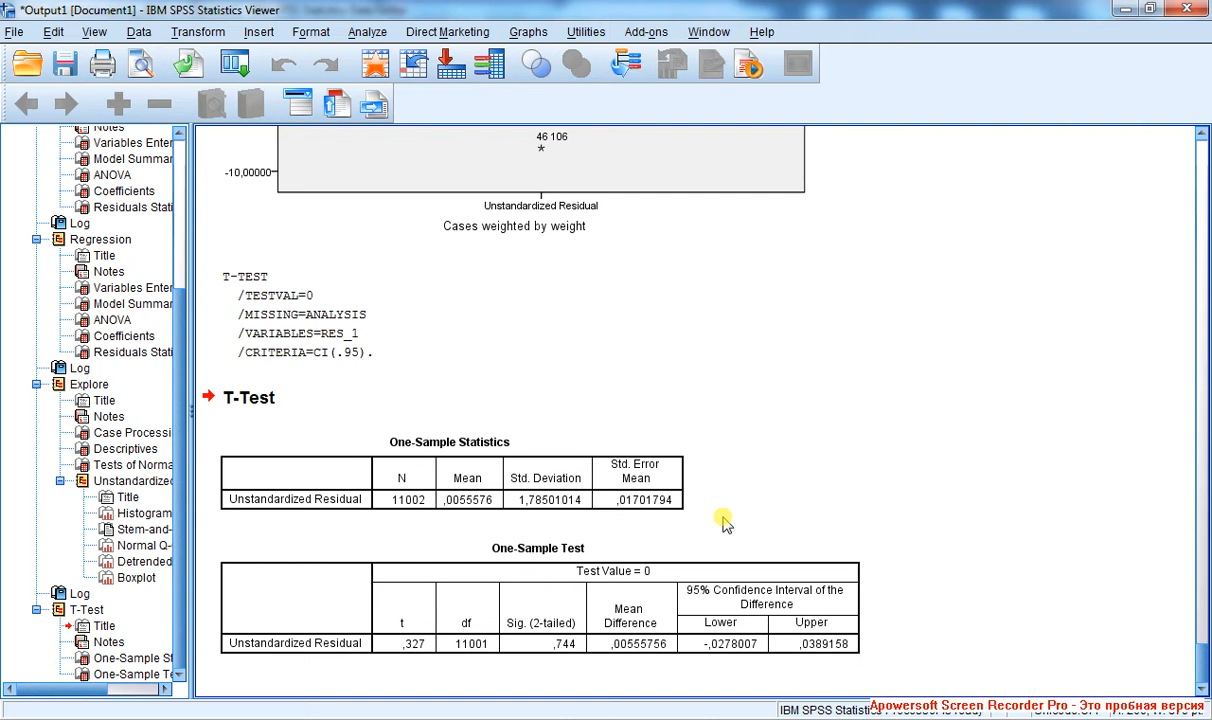 *Output1 [Document1] - IBM SPSS Statistics Viewer
File Edit View Data Transform Insert Format Analyze Direct Marketing Graphs Utilities Add-ons Window Help
Notes
Variables Enter
Model Summar
ANOVA
Coefficients
Residuals Stati
Log
Regression
Title
Notes
Variables Enter
Model Summar
ANOVA
Coefficients
Residuals Stati
Log
Explore
Title
Notes
Case Processi
Descriptives
Tests of Norma
Unstandardized
Title
Histogram
Stem-and-
Normal Q-
Detrended
Boxplot
Log
T-Test
Title
Notes
One-Sample St
One-Sample Te
46 106
*
-10,00000
Unstandardized Residual
Cases weighted by weight
T-TEST
/TESTVAL=0
/MISSING=ANALYSIS
/VARIABLES=RES_1
/CRITERIA=CI(.95).
T-Test
One-Sample Statistics
N Mean Std. Deviation Std. Error Mean
Unstandardized Residual 11002 ,0055576 1,78501014 ,01701794
One-Sample Test
Test Value = 0
95% Confidence Interval of the Difference
t df Sig. (2-tailed) Mean Difference Lower Upper
Unstandardized Residual ,327 11001 ,744 ,00555756 -,0278007 ,0389158
IBM SPSS Statisti
Apowersoft Screen Recorder Pro - Это пробная версия